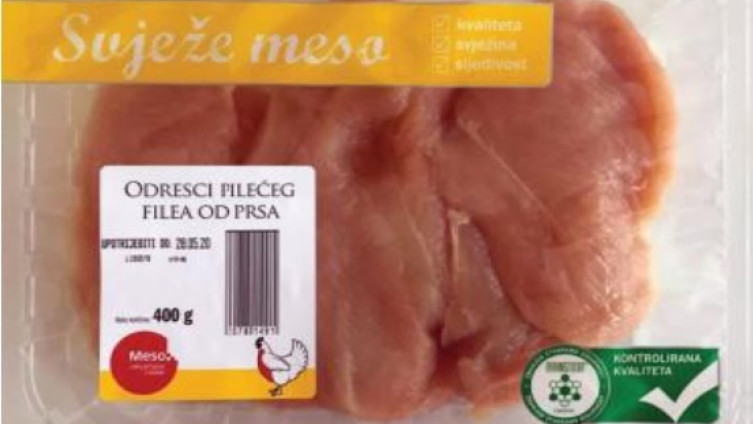 Svježe meso
kvaliteta
svježina
sljedivost
ODRESCI PILEĆEG
FILEA OD PRSA
UPOTRIJEBITI DO: 28.05.20
400 g
Meso
KONTROLIRANA
KVALITETA